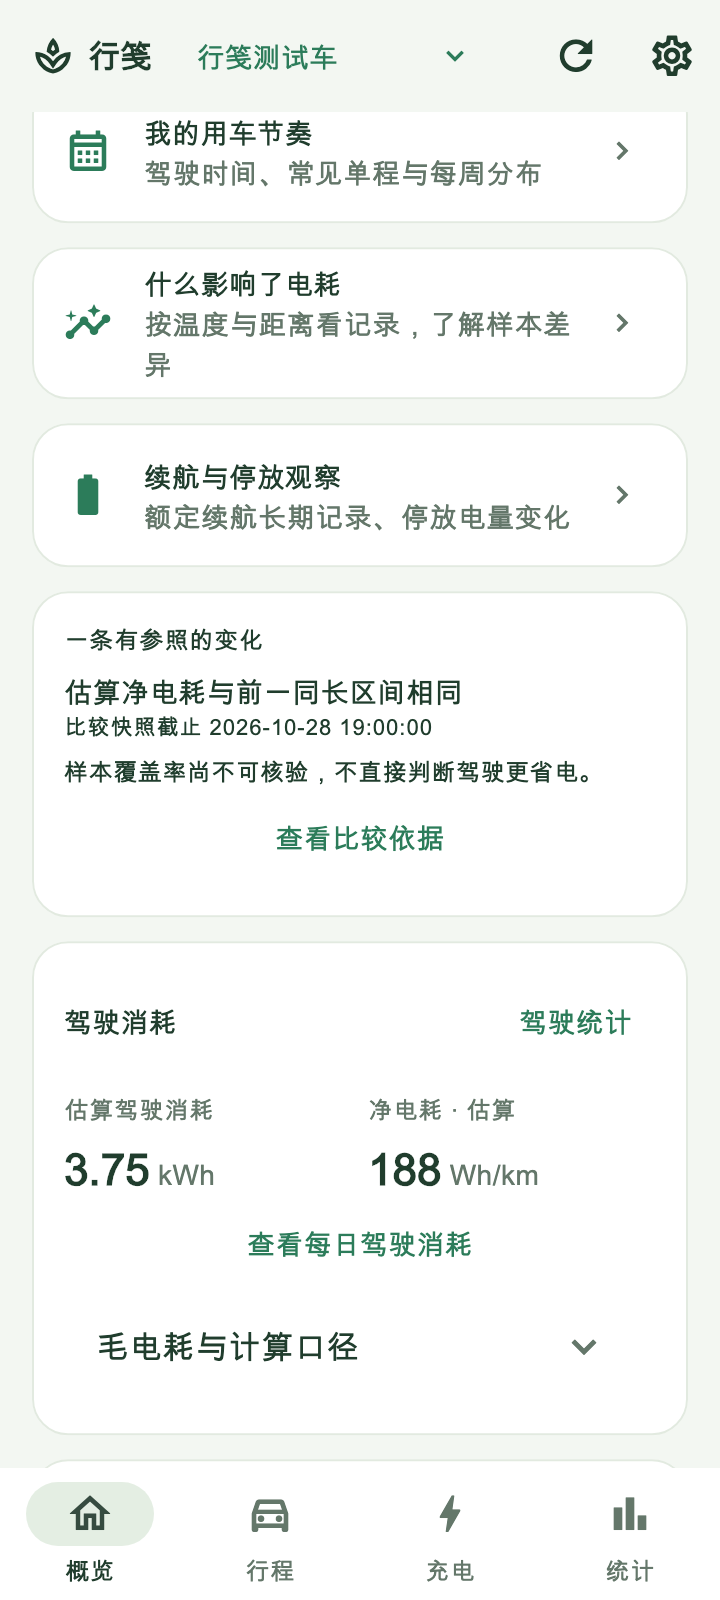 行笺
行笺测试车
我的用车节奏
驾驶时间、常见单程与每周分布
什么影响了电耗
按温度与距离看记录，了解样本差
异
续航与停放观察
额定续航长期记录、停放电量变化
一条有参照的变化
估算净电耗与前一同长区间相同
比较快照截止 2026-10-28 19:00:00
样本覆盖率尚不可核验，不直接判断驾驶更省电。
查看比较依据
驾驶消耗
驾驶统计
估算驾驶消耗
净电耗 · 估算
3.75 kWh
188 Wh/km
查看每日驾驶消耗
毛电耗与计算口径
概览
行程
充电
统计